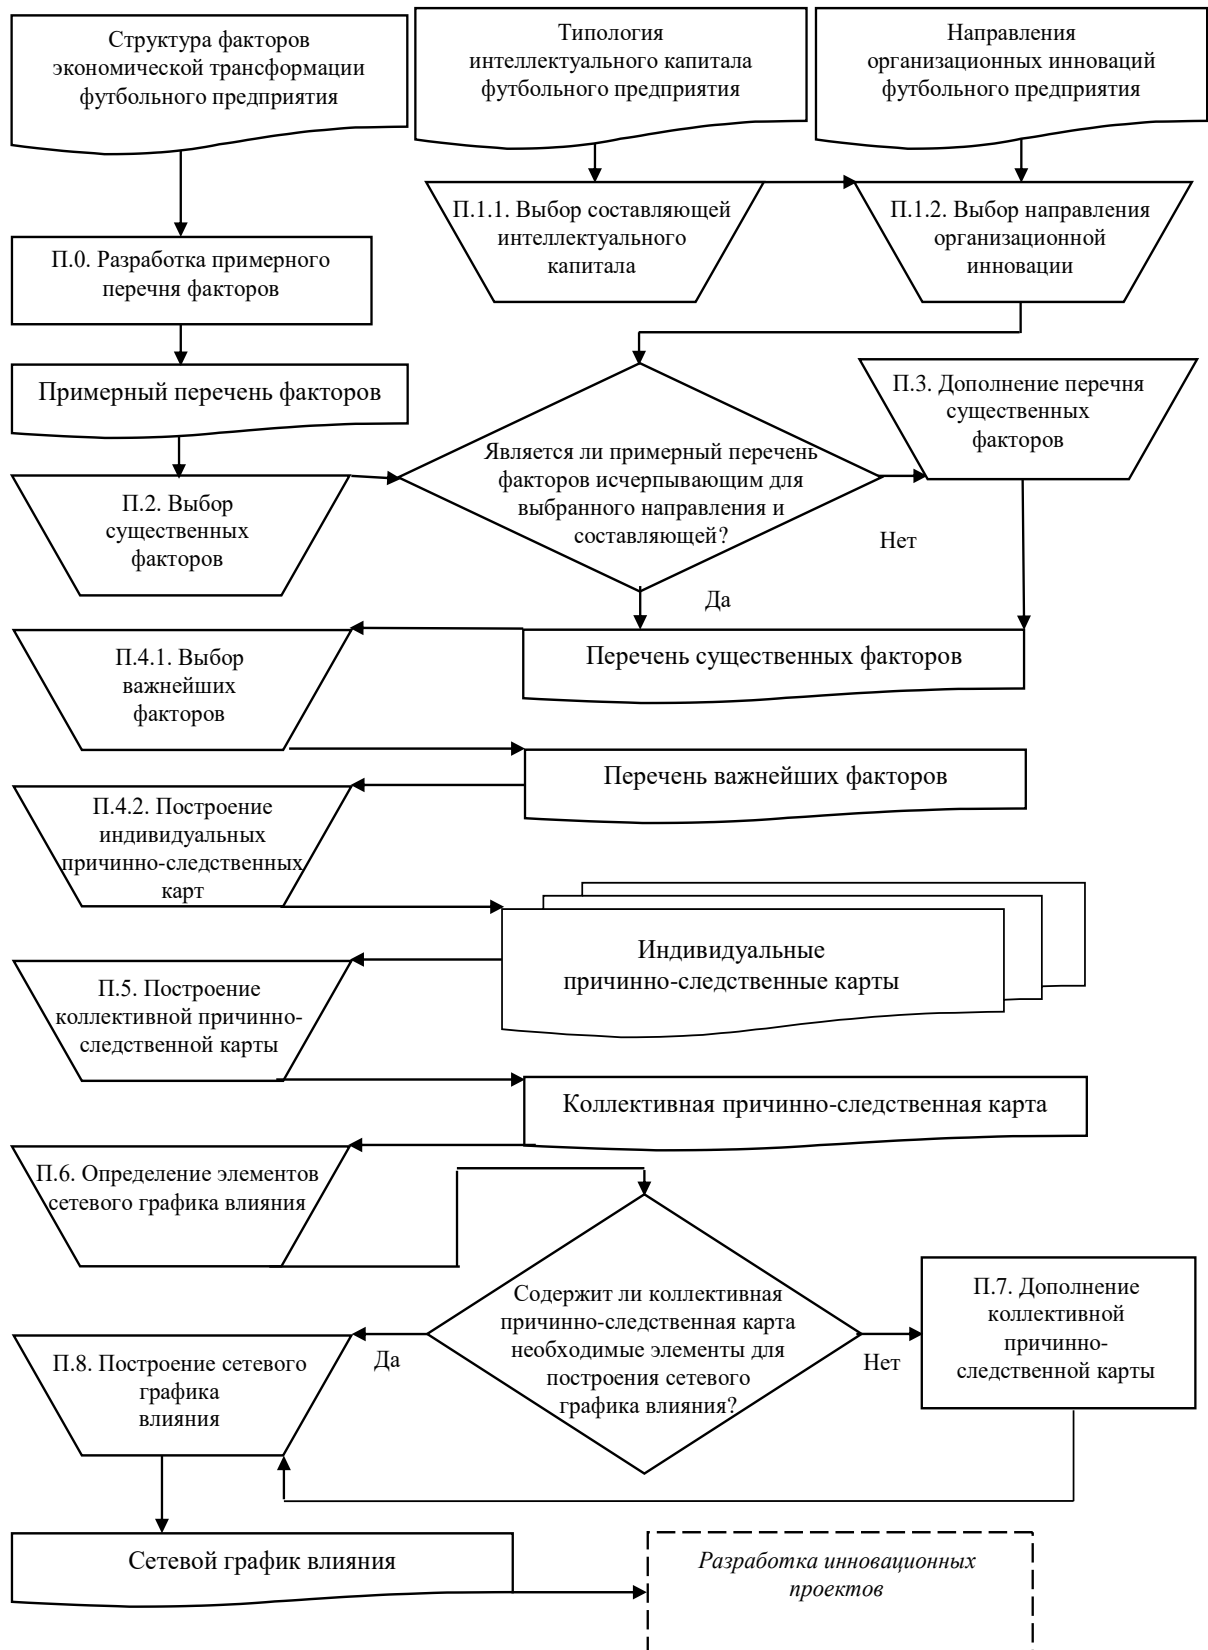 Структура факторов
экономической трансформации
футбольного предприятия
Типология
интеллектуального капитала
футбольного предприятия
Направления
организационных инноваций
футбольного предприятия
П.1.1. Выбор составляющей
интеллектуального
капитала
П.1.2. Выбор направления
организационной
инновации
П.0. Разработка примерного
перечня факторов
Примерный перечень факторов
П.3. Дополнение перечня
существенных
факторов
П.2. Выбор
существенных
факторов
Является ли примерный перечень
факторов исчерпывающим для
выбранного направления и
составляющей?
Нет
Да
П.4.1. Выбор
важнейших
факторов
Перечень существенных факторов
Перечень важнейших факторов
П.4.2. Построение
индивидуальных
причинно-следственных
карт
Индивидуальные
причинно-следственные карты
П.5. Построение
коллективной причинно-
следственной карты
Коллективная причинно-следственная карта
П.6. Определение элементов
сетевого графика влияния
Содержит ли коллективная
причинно-следственная карта
необходимые элементы для
построения сетевого
графика влияния?
Да
Нет
П.7. Дополнение
коллективной
причинно-
следственной карты
П.8. Построение сетевого
графика
влияния
Сетевой график влияния
Разработка инновационных
проектов